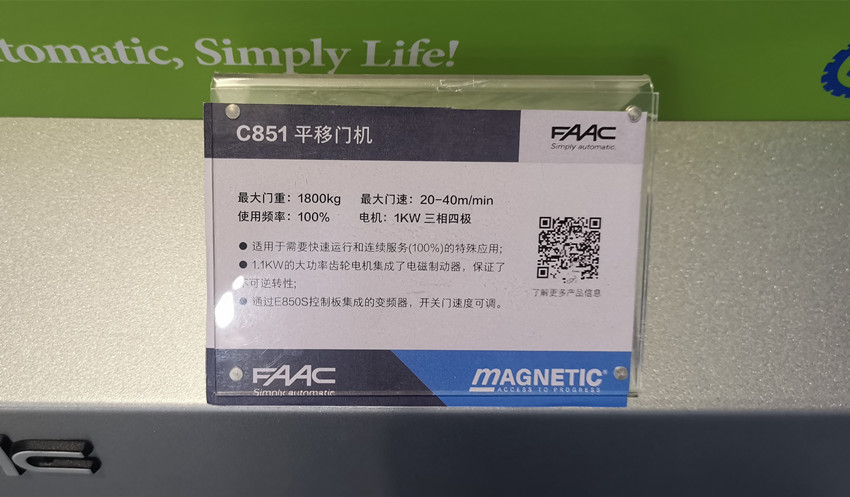 tomatic, Simply Life!
C851 平移门机
FAAC
Simply automatic
最大门重：1800kg 最大门速：20-40m/min
使用频率：100% 电机：1KW 三相四极
● 适用于需要快速运行和连续服务(100%)的特殊应用;
● 1.1KW的大功率齿轮电机集成了电磁制动器，保证了
不可逆转性;
● 通过E850S控制板集成的变频器，开关门速度可调。
了解更多产品信息
FAAC
Simply automatic
MAGNETIC®
ACCESS TO PROGRESS
AC